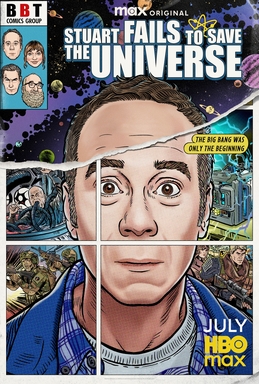 BBT
COMICS GROUP
max ORIGINAL
STUART FAILS TO SAVE
THE UNIVERSE
THE BIG BANG WAS
ONLY THE BEGINNING
JULY
HBO
max